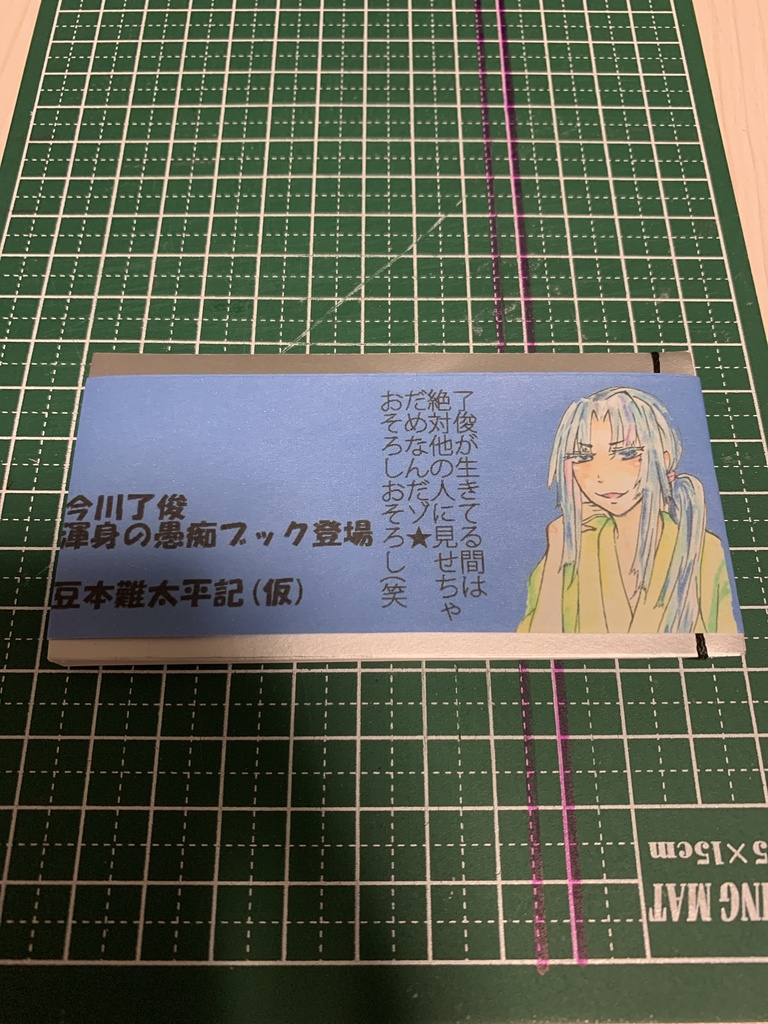 了俊が生きてる間は
絶対他の人に見せちゃ
だめなんだゾ★
おそろしおそろし(笑
今川了俊
渾身の愚痴ブック登場
豆本難太平記(仮)
5×15cm
ING MAT